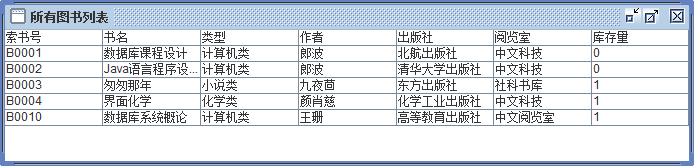 所有图书列表
索书号 书名 类型 作者 出版社 阅览室 库存量
B0001 数据库课程设计 计算机类 郎波 北航出版社 中文科技 0
B0002 Java语言程序设... 计算机类 郎波 清华大学出版社 中文科技 0
B0003 匆匆那年 小说类 九夜茴 东方出版社 社科书库 1
B0004 界面化学 化学类 颜肖慈 化学工业出版社 中文科技 1
B0010 数据库系统概论 计算机类 王珊 高等教育出版社 中文阅览室 1